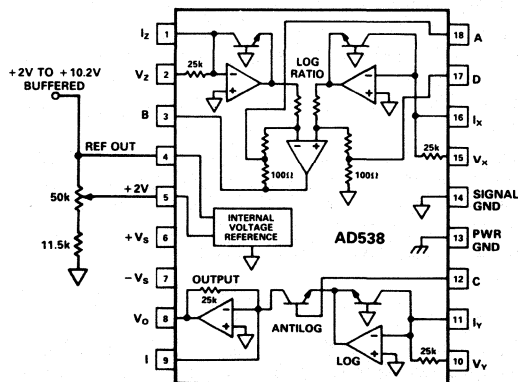 +2V TO +10.2V
BUFFERED
50k
11.5k
I_Z 1
V_Z 2
B 3
REF OUT 4
+2V 5
+V_S 6
-V_S 7
V_O 8
I 9
25k
LOG
RATIO
100Ω
100Ω
INTERNAL
VOLTAGE
REFERENCE
AD538
OUTPUT
25k
ANTILOG
LOG
25k
25k
18 A
17 D
16 I_X
15 V_X
14 SIGNAL
GND
13 PWR
GND
12 C
11 I_Y
10 V_Y